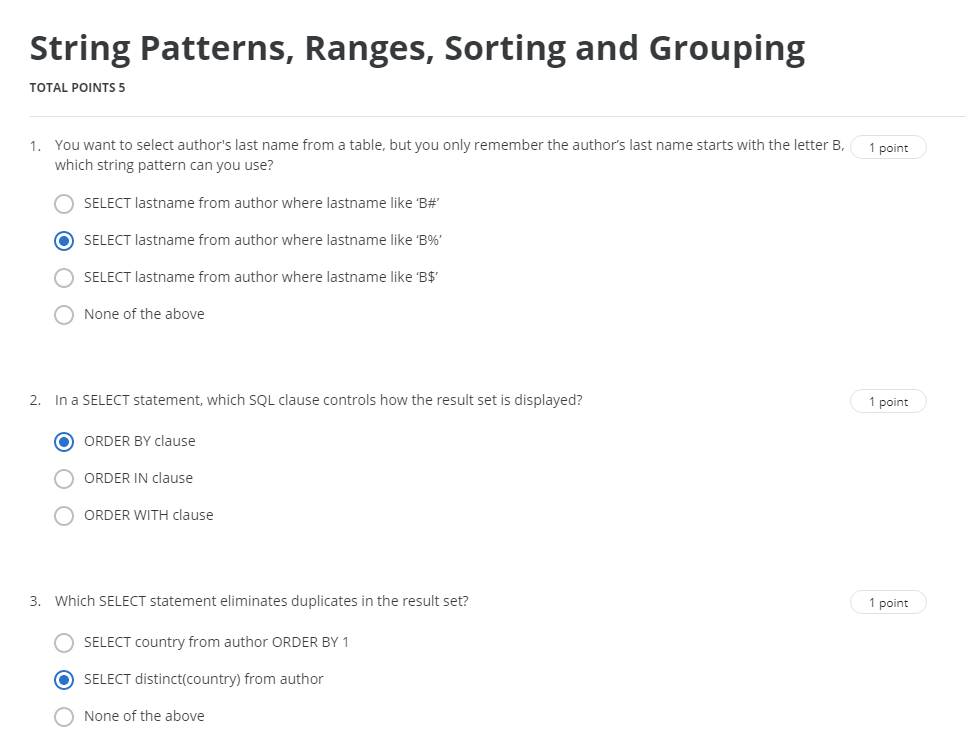 String Patterns, Ranges, Sorting and Grouping
TOTAL POINTS 5
1. You want to select author's last name from a table, but you only remember the author’s last name starts with the letter B, 1 point
which string pattern can you use?
SELECT lastname from author where lastname like ‘B#’
SELECT lastname from author where lastname like ‘B%’
SELECT lastname from author where lastname like ‘B$’
None of the above
2. In a SELECT statement, which SQL clause controls how the result set is displayed? 1 point
ORDER BY clause
ORDER IN clause
ORDER WITH clause
3. Which SELECT statement eliminates duplicates in the result set? 1 point
SELECT country from author ORDER BY 1
SELECT distinct(country) from author
None of the above